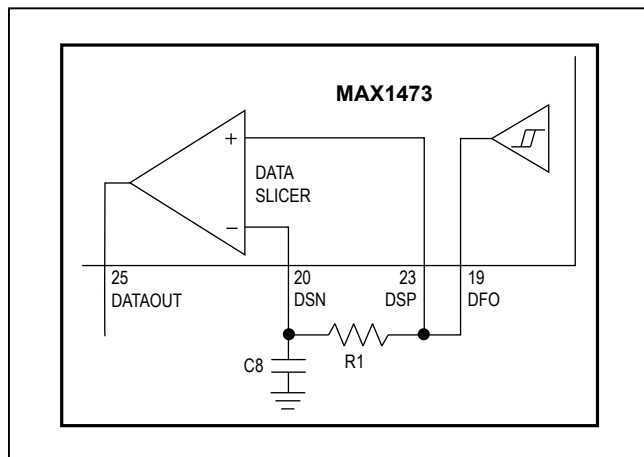 MAX1473
+
DATA
SLICER
−
25
DATAOUT
20
DSN
23
DSP
19
DFO
C8
R1